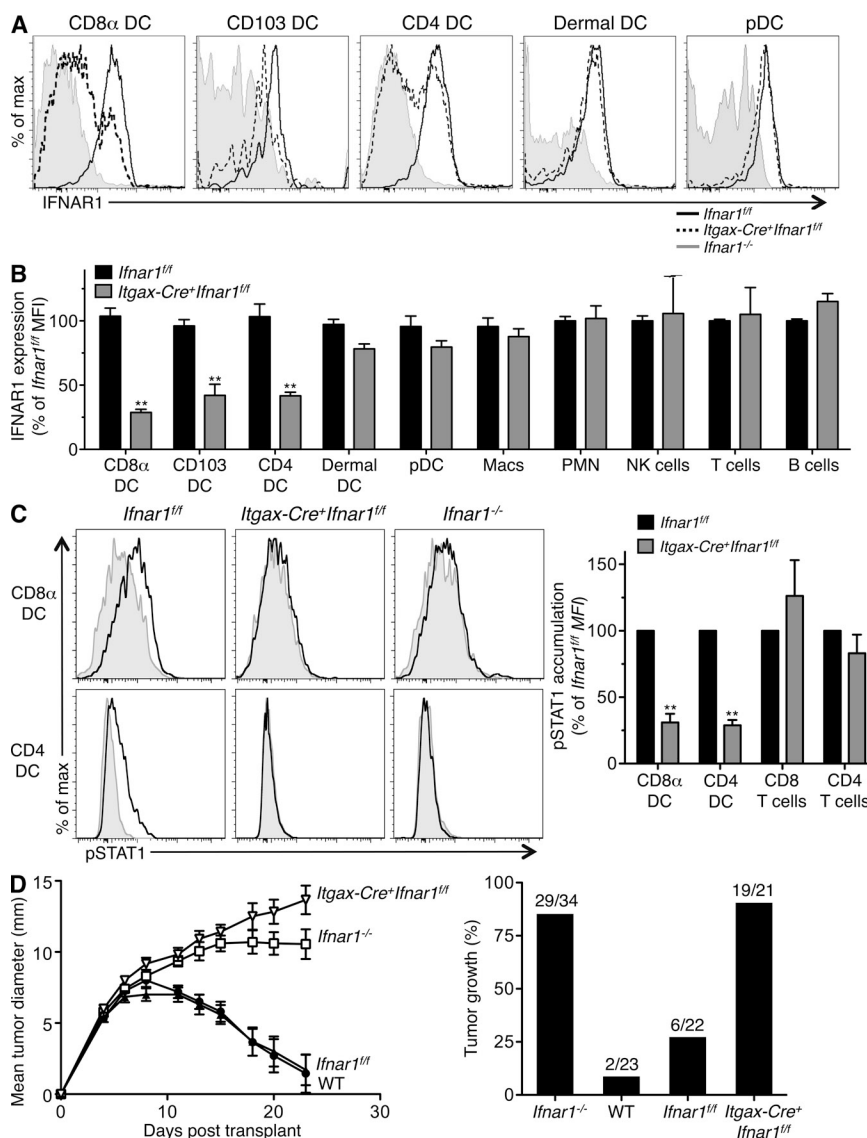 A
CD8α DC CD103 DC CD4 DC Dermal DC pDC
% of max
IFNAR1
Ifnar1f/f
Itgax-Cre+Ifnar1f/f
Ifnar1-/-
B
Ifnar1f/f
Itgax-Cre+Ifnar1f/f
IFNAR1 expression
(% of Ifnar1f/f MFI)
100
50
0
** ** **
CD8α DC CD103 DC CD4 DC Dermal DC pDC Macs PMN NK cells T cells B cells
C
Ifnar1f/f Itgax-Cre+Ifnar1f/f Ifnar1-/-
CD8α
DC
CD4
DC
% of max
pSTAT1
Ifnar1f/f
Itgax-Cre+Ifnar1f/f
pSTAT1 accumulation
(% of Ifnar1f/f MFI)
150
100
50
0
** **
CD8α DC CD4 DC CD8 T cells CD4 T cells
D
Mean tumor diameter (mm)
15
10
5
0
Itgax-Cre+Ifnar1f/f
Ifnar1-/-
Ifnar1f/f
WT
0 10 20 30
Days post transplant
Tumor growth (%)
100
75
50
25
0
29/34 2/23 6/22 19/21
Ifnar1-/- WT Ifnar1f/f Itgax-Cre+
Ifnar1f/f